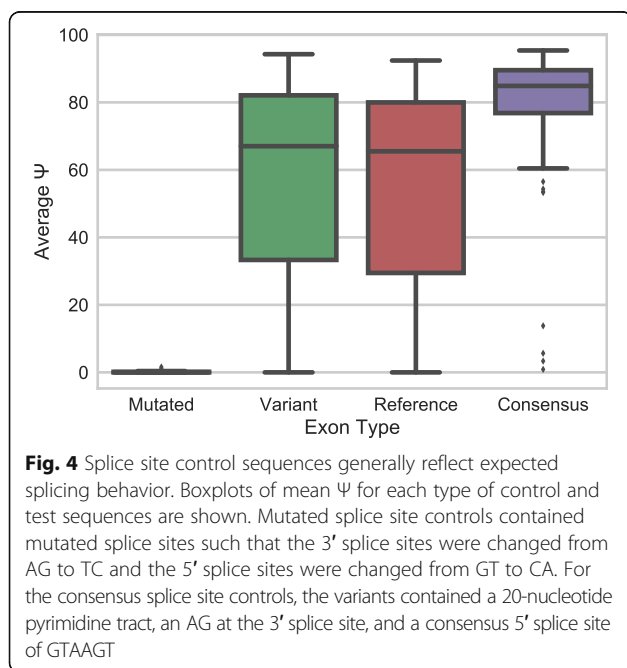 100
80
60
40
20
0
Average Ψ
Mutated Variant Reference Consensus
Exon Type
Fig. 4 Splice site control sequences generally reflect expected
splicing behavior. Boxplots of mean Ψ for each type of control and
test sequences are shown. Mutated splice site controls contained
mutated splice sites such that the 3′ splice sites were changed from
AG to TC and the 5′ splice sites were changed from GT to CA. For
the consensus splice site controls, the variants contained a 20-nucleotide
pyrimidine tract, an AG at the 3′ splice site, and a consensus 5′ splice site
of GTAAGT